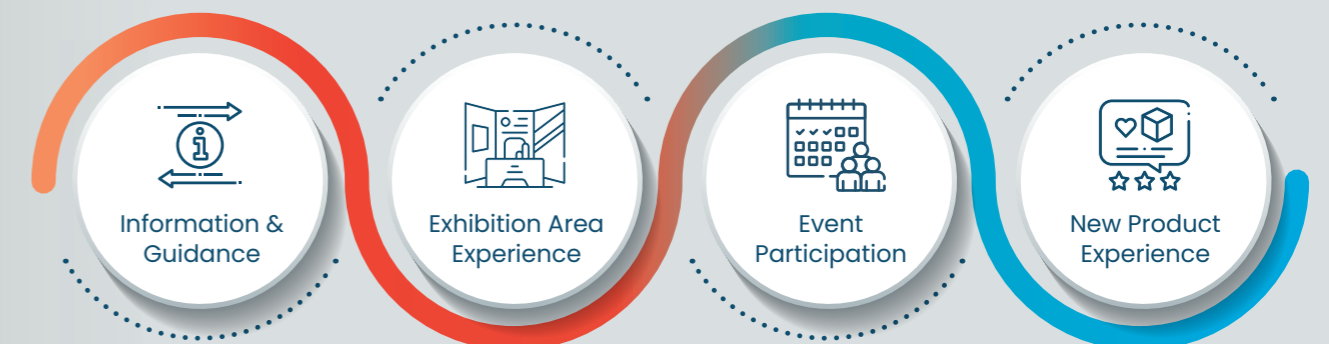 Information &
Guidance
Exhibition Area
Experience
Event
Participation
New Product
Experience